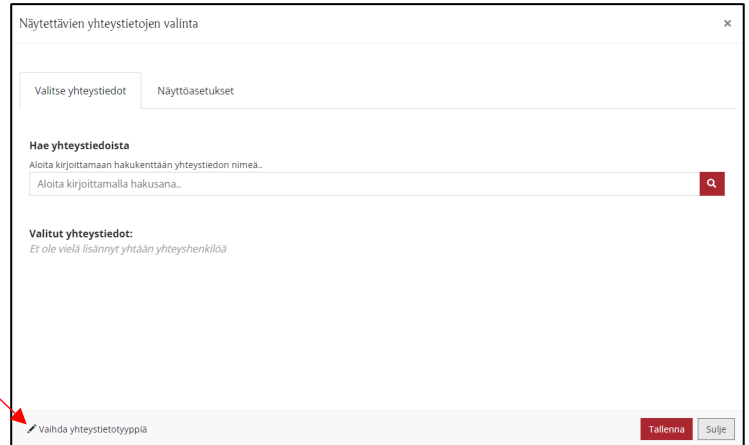 Näytettävien yhteystietojen valinta ×
Valitse yhteystiedot Näyttöasetukset
Hae yhteystiedoista
Aloita kirjoittamaan hakukenttään yhteystiedon nimeä..
Aloita kirjoittamalla hakusana..
Valitut yhteystiedot:
Et ole vielä lisännyt yhtään yhteyshenkilöä
Vaihda yhteystietotyyppiä Tallenna Sulje